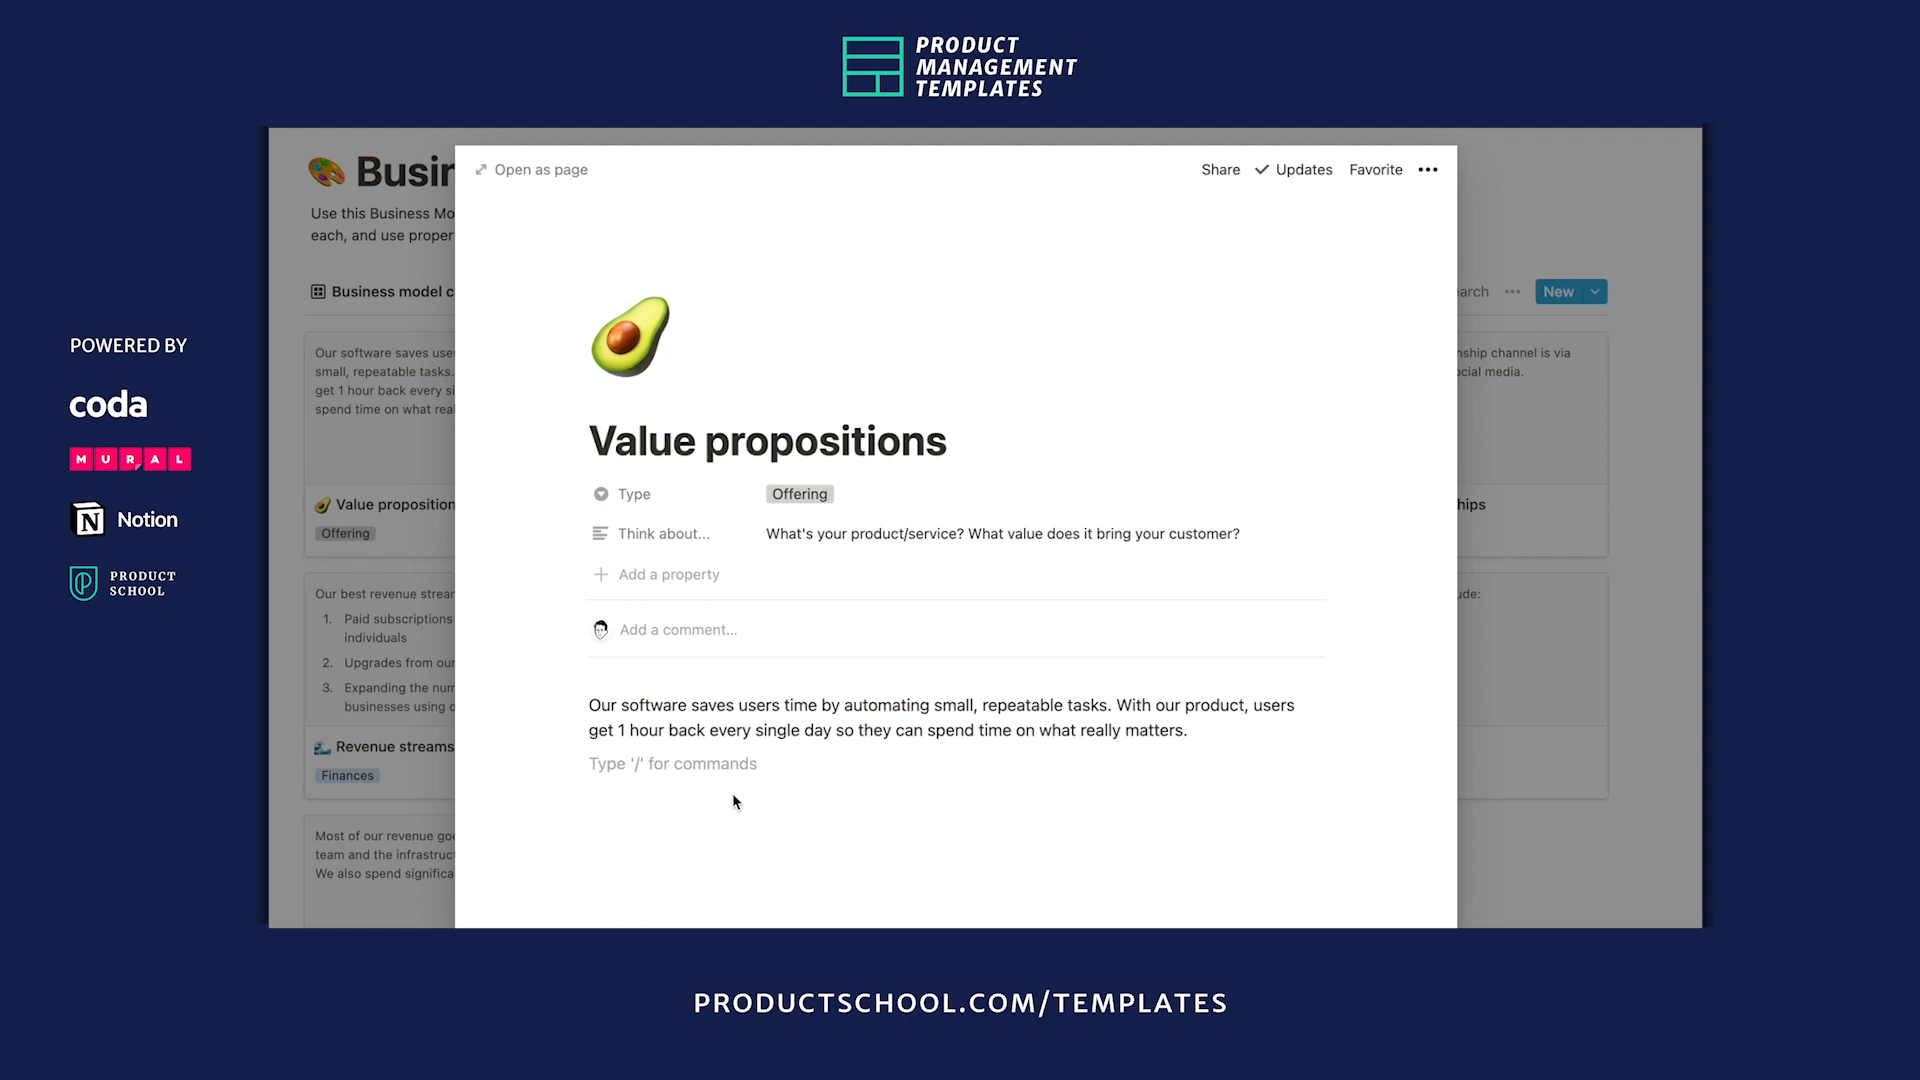 PRODUCT
MANAGEMENT
TEMPLATES
Busin
Use this Business Mo
each, and use proper
Open as page
Share
Updates
Favorite
Business model c
earch
New
POWERED BY
coda
MURAL
Notion
PRODUCT
SCHOOL
Our software saves use
small, repeatable tasks.
get 1 hour back every si
spend time on what real
Value proposition
Offering
Our best revenue strear
1. Paid subscriptions
individuals
2. Upgrades from our
3. Expanding the num
businesses using c
Revenue streams
Finances
Most of our revenue goe
team and the infrastruct
We also spend significa
Value propositions
Type
Offering
Think about...
What's your product/service? What value does it bring your customer?
Add a property
Add a comment...
Our software saves users time by automating small, repeatable tasks. With our product, users
get 1 hour back every single day so they can spend time on what really matters.
Type '/' for commands
nship channel is via
ocial media.
hips
ude:
PRODUCTSCHOOL.COM/TEMPLATES